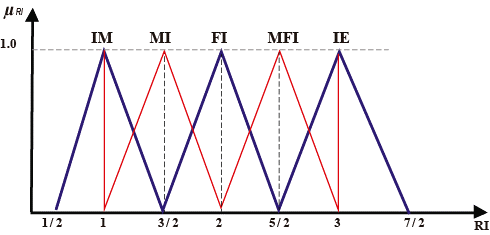 μRI
IM MI FI MFI IE
1.0
1/2 1 3/2 2 5/2 3 7/2
RI